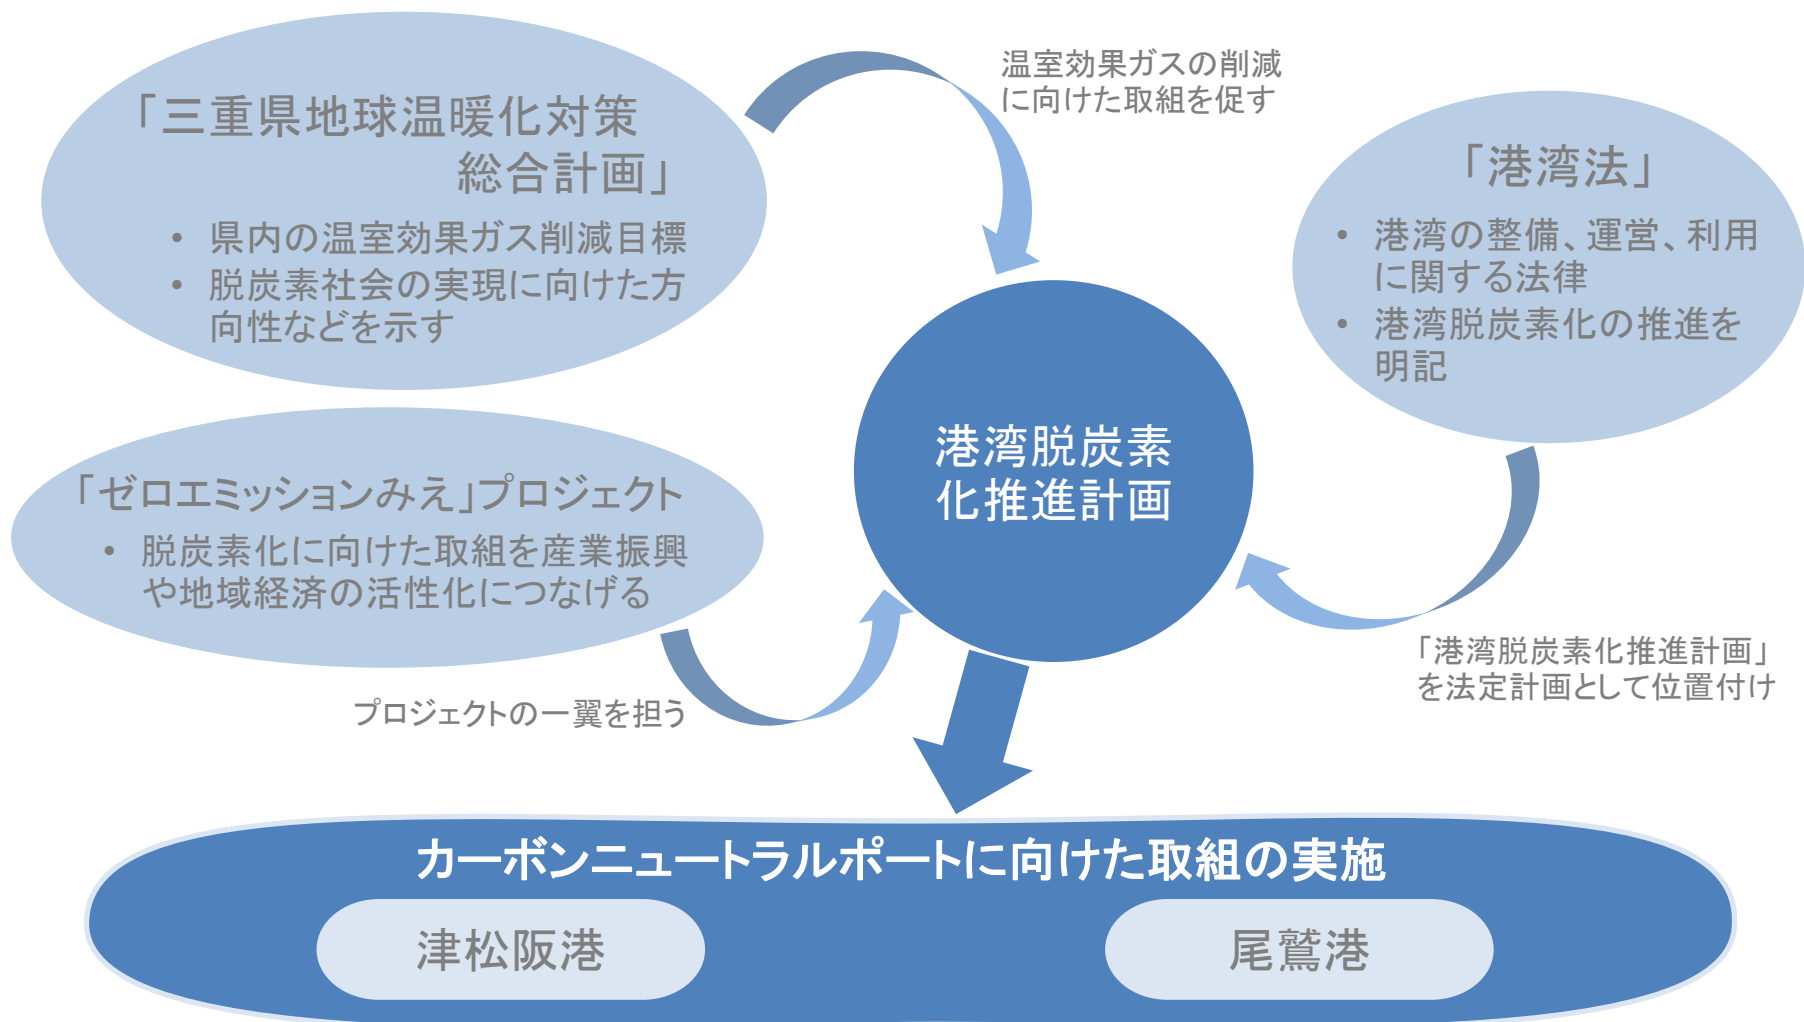 「三重県地球温暖化対策
総合計画」
• 県内の温室効果ガス削減目標
• 脱炭素社会の実現に向けた方
向性などを示す
温室効果ガスの削減
に向けた取組を促す
「港湾法」
• 港湾の整備、運営、利用
に関する法律
• 港湾脱炭素化の推進を
明記
港湾脱炭素
化推進計画
「ゼロエミッションみえ」プロジェクト
• 脱炭素化に向けた取組を産業振興
や地域経済の活性化につなげる
プロジェクトの一翼を担う
「港湾脱炭素化推進計画」
を法定計画として位置付け
カーボンニュートラルポートに向けた取組の実施
津松阪港
尾鷲港